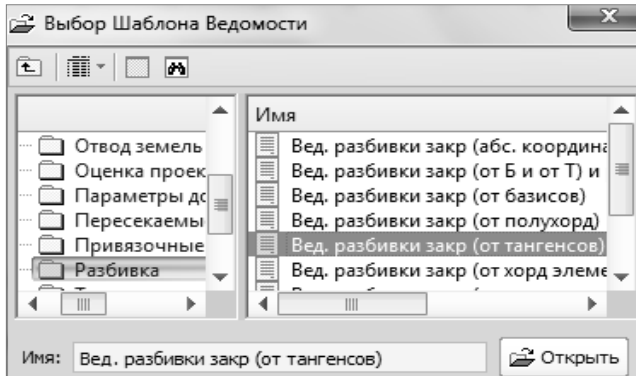 Выбор Шаблона Ведомости
Имя
Отвод земель
Оценка проек
Параметры до
Пересекаемы
Привязочные
Разбивка
Вед. разбивки закр (абс. координа
Вед. разбивки закр (от Б и от Т) и
Вед. разбивки закр (от базисов)
Вед. разбивки закр (от полухорд)
Вед. разбивки закр (от тангенсов)
Вед. разбивки закр (от хорд элеме
Имя: Вед. разбивки закр (от тангенсов)
Открыть